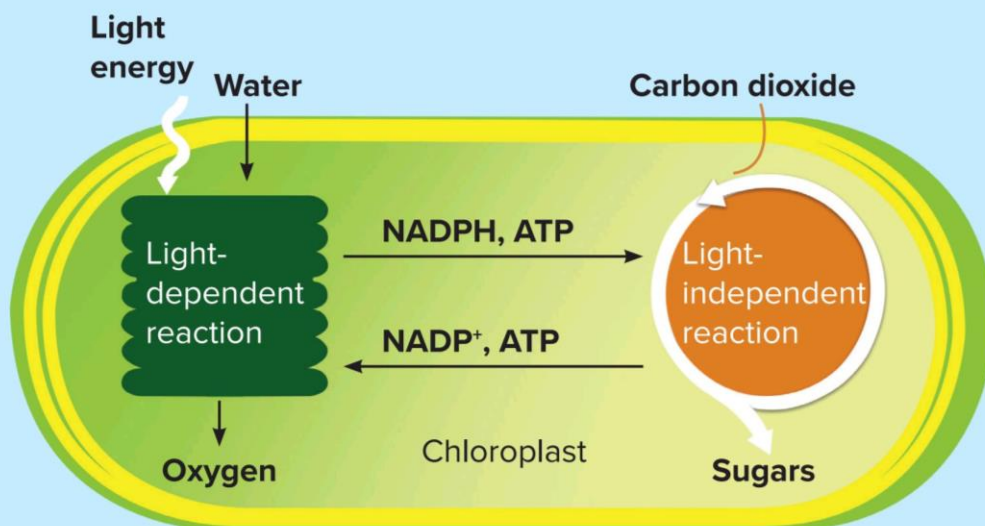 Light
energy
Water
Carbon dioxide
Light-
dependent
reaction
NADPH, ATP
NADP⁺, ATP
Light-
independent
reaction
Oxygen
Chloroplast
Sugars